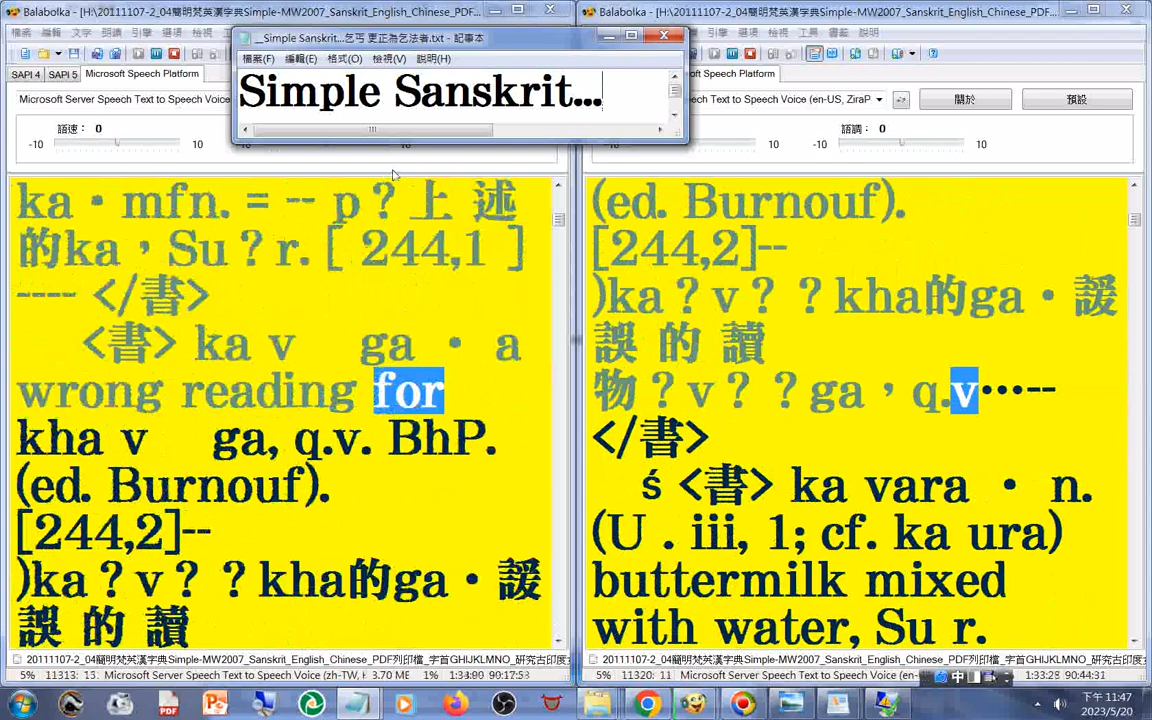 Balabolka - [H:\20111107-2_04簡明梵英漢字典Simple-MW2007_Sanskrit_English_Chinese_PDF...
Balabolka - [H:\20111107-2_04簡明梵英漢字典Simple-MW2007_Sanskrit_English_Chinese_PDF...
__Simple Sanskrit...乞丐 更正為乞法者.txt - 記事本
檔案(F) 編輯(E) 格式(O) 檢視(V) 說明(H)
Simple Sanskrit...
SAPI 4 SAPI 5 Microsoft Speech Platform
Microsoft Server Speech Text to Speech Voice
t Speech Platform
h Text to Speech Voice (en-US, ZiraP
關於
預設
語速： 0
-10 10
10
語調： 0
-10 10
ka‧mfn. = -- p？上 述
的ka，Su？r. [ 244,1 ]
---- </書>
<書> ka v ga ‧ a
wrong reading for
kha v ga, q.v. BhP.
(ed. Burnouf).
[244,2]--
)ka？v？？kha的ga‧諼
誤 的 讀
(ed. Burnouf).
[244,2]--
)ka？v？？kha的ga‧諼
誤 的 讀
物？v？？ga，q.v…--
</書>
ś <書> ka vara ‧ n.
(U . iii, 1; cf. ka ura)
buttermilk mixed
with water, Su r.
20111107-2_04簡明梵英漢字典Simple-MW2007_Sanskrit_English_Chinese_PDF列印檔_字首GHIJKLMNO_研究古印度
20111107-2_04簡明梵英漢字典Simple-MW2007_Sanskrit_English_Chinese_PDF列印檔_字首GHIJKLMNO_研究古印度
5% 11313: 13 Microsoft Server Speech Text to Speech Voice (zh-TW, 3.70 ME 1% 1:33:00 90:17:53
5% 11320: 11 Microsoft Server Speech Text to Speech Voice 1:33:28 90:44:31
中
下午 11:47
2023/5/20